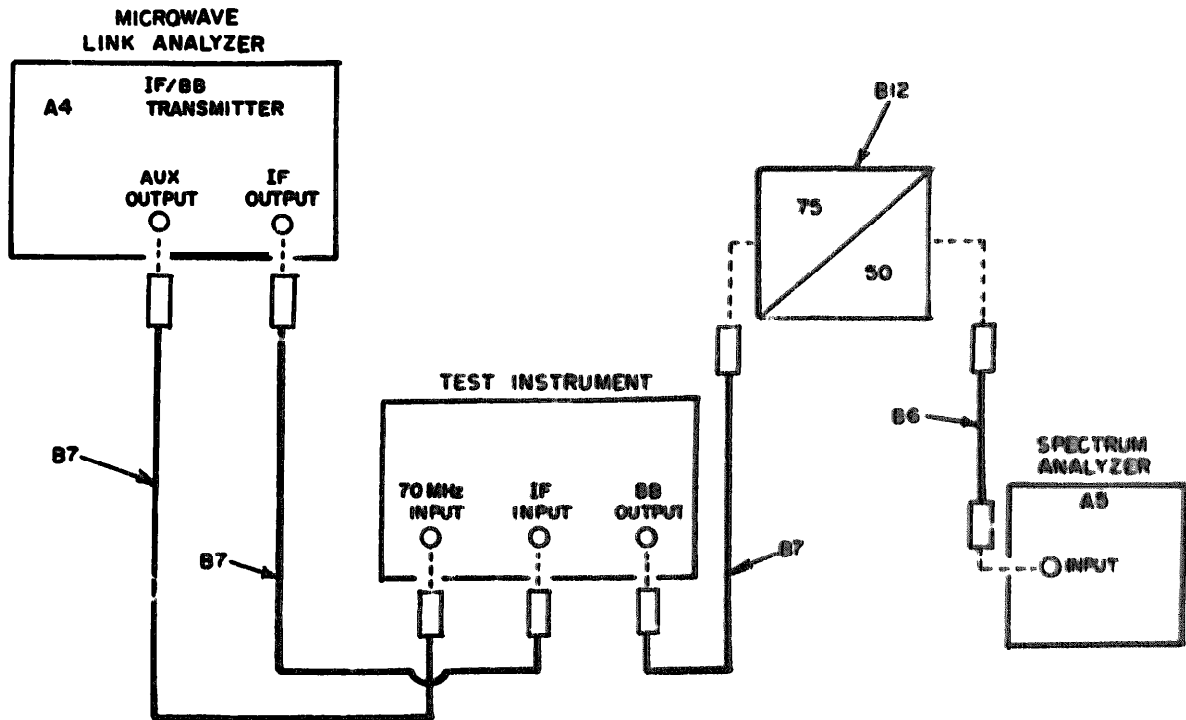 MICROWAVE
LINK ANALYZER
IF/BB
A4 TRANSMITTER
AUX
OUTPUT
IF
OUTPUT
B12
75
50
TEST INSTRUMENT
70 MHz
INPUT
IF
INPUT
BB
OUTPUT
B7
B7
B7
B6
SPECTRUM
ANALYZER
A5
INPUT